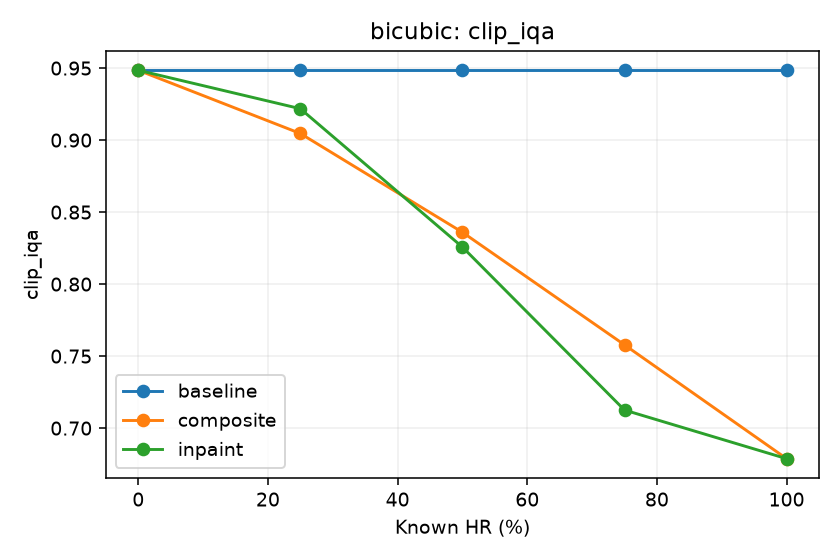 bicubic: clip_iqa
clip_iqa
0.95
0.90
0.85
0.80
0.75
0.70
baseline
composite
inpaint
0 20 40 60 80 100
Known HR (%)